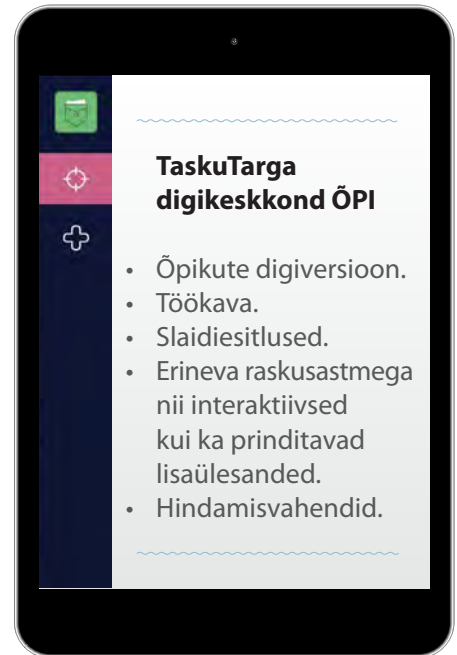 TaskuTarga
digikeskkond ÕPI
• Õpikute digiversioon.
• Töökava.
• Slaidiesitlused.
• Erineva raskusastmega
nii interaktiivsed
kui ka prinditavad
lisaülesanded.
• Hindamisvahendid.